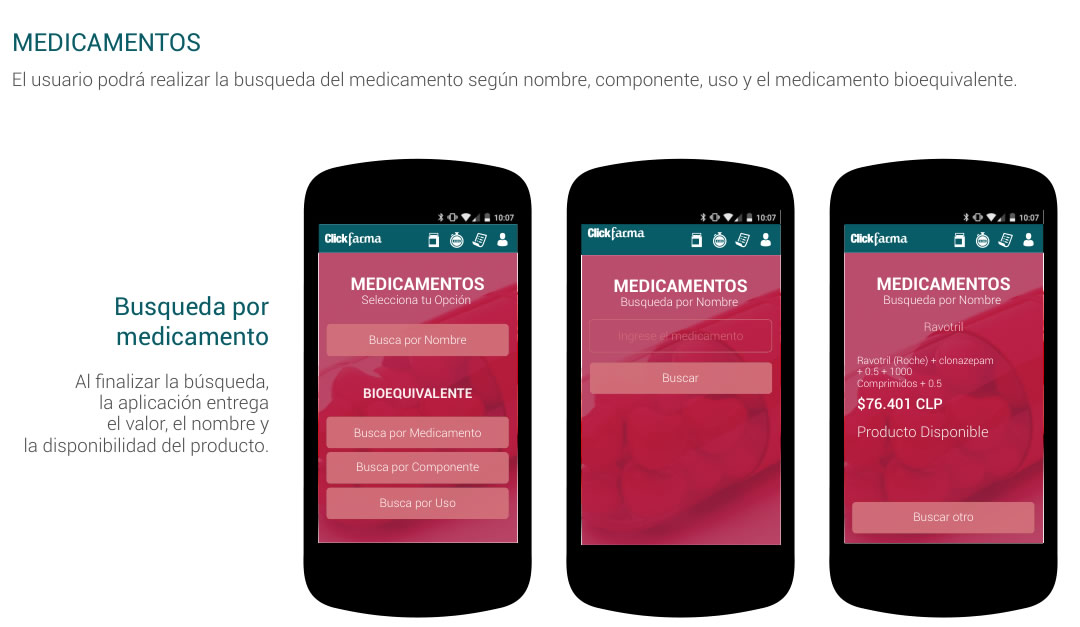 MEDICAMENTOS
El usuario podrá realizar la busqueda del medicamento según nombre, componente, uso y el medicamento bioequivalente.
Busqueda por
medicamento
Al finalizar la búsqueda,
la aplicación entrega
el valor, el nombre y
la disponibilidad del producto.
10:07
Clickfarma
MEDICAMENTOS
Selecciona tu Opción
Busca por Nombre
BIOEQUIVALENTE
Busca por Medicamento
Busca por Componente
Busca por Uso
10:07
Clickfarma
MEDICAMENTOS
Busqueda por Nombre
Ingrese el medicamento
Buscar
10:07
Clickfarma
MEDICAMENTOS
Busqueda por Nombre
Ravotril
Ravotril (Roche) + clonazepam
+ 0.5 + 1000
Comprimidos + 0.5
$76.401 CLP
Producto Disponible
Buscar otro